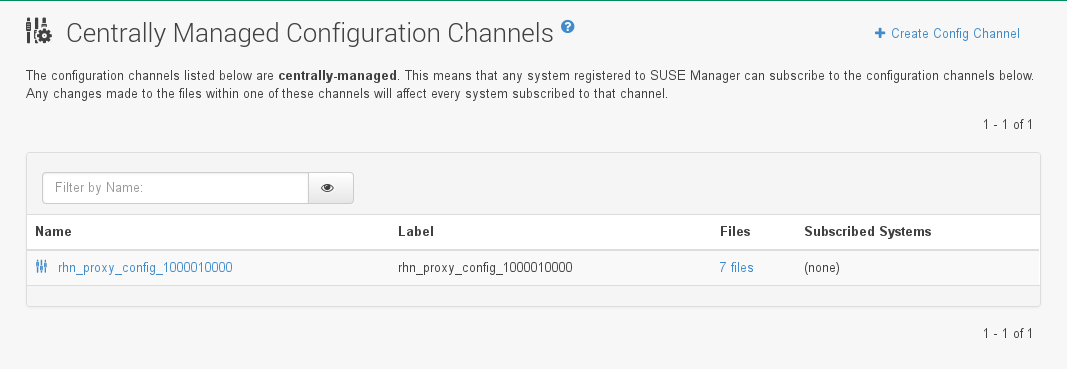 Centrally Managed Configuration Channels ?
+ Create Config Channel
The configuration channels listed below are centrally-managed. This means that any system registered to SUSE Manager can subscribe to the configuration channels below.
Any changes made to the files within one of these channels will affect every system subscribed to that channel.
1 - 1 of 1
Filter by Name:
Name Label Files Subscribed Systems
rhn_proxy_config_1000010000 rhn_proxy_config_1000010000 7 files (none)
1 - 1 of 1